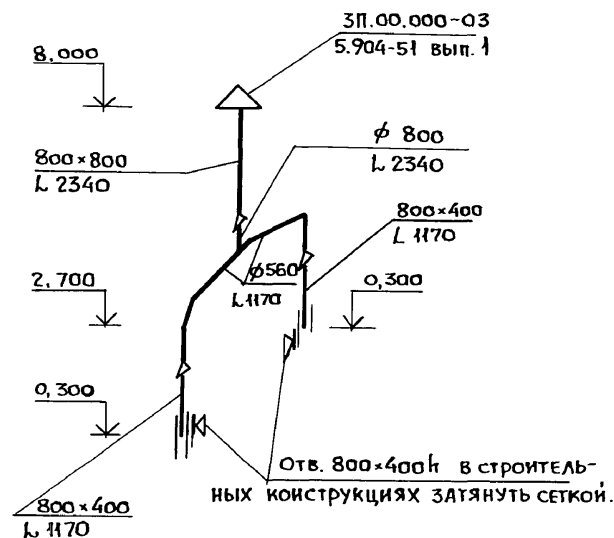 ЗП.00.000-03
5.904-51 вып. 1
8,000
ϕ 800
L 2340
800×800
L 2340
800×400
L 1170
ϕ560
L1170
2,700
0,300
0,300
Отв. 800×400h в строитель-
ных конструкциях затянуть сеткой.
800×400
L 1170